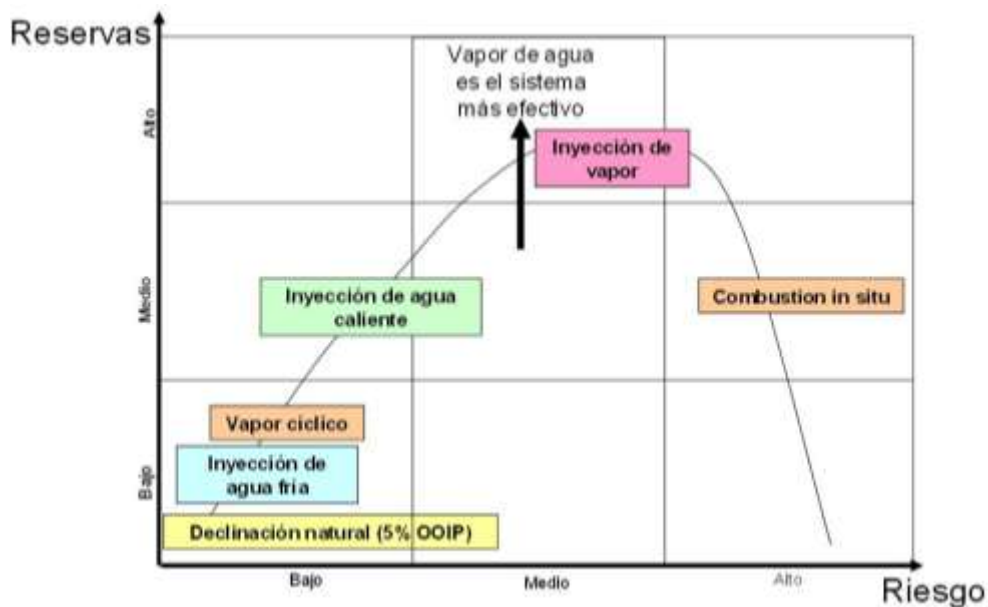 Reservas
Alto
Medio
Bajo
Vapor de agua
es el sistema
más efectivo
Inyección de
vapor
Inyección de agua
caliente
Combustion in situ
Vapor cíclico
Inyección de
agua fría
Declinación natural (5% OOIP)
Bajo
Medio
Alto
Riesgo